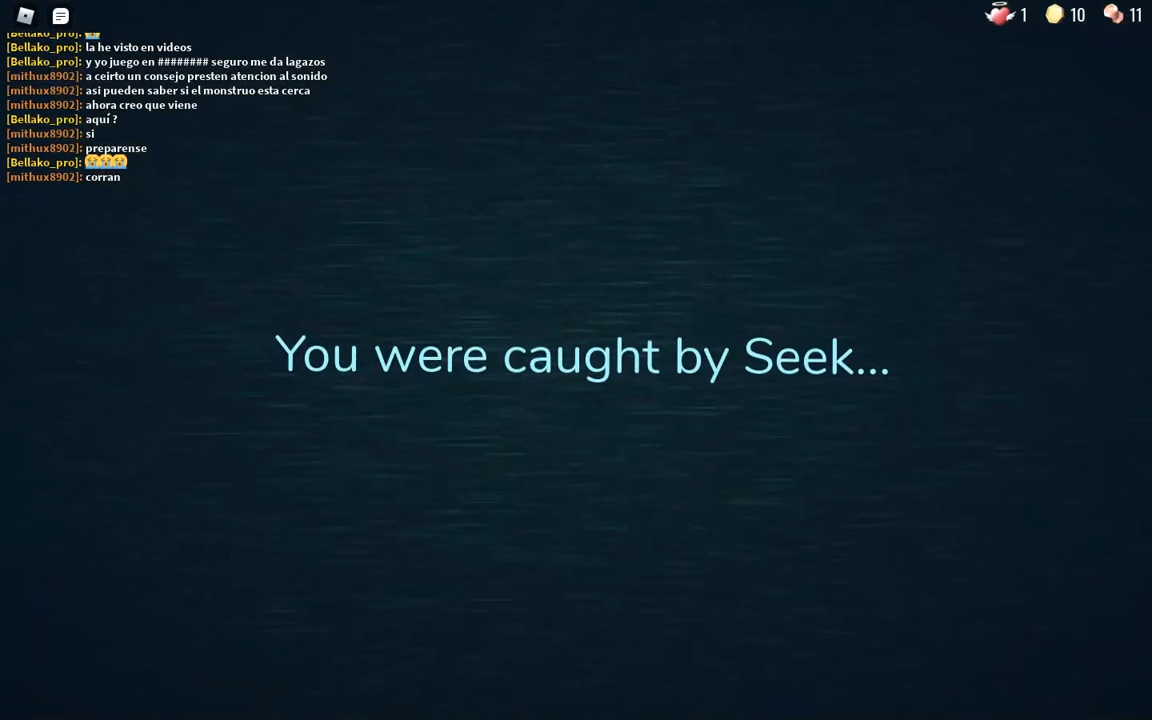 1 10 11
[Bellako_pro]: 😭
[Bellako_pro]: la he visto en videos
[Bellako_pro]: y yo juego en ######## seguro me da lagazos
[mithux8902]: a ceirto un consejo presten atencion al sonido
[mithux8902]: asi pueden saber si el monstruo esta cerca
[mithux8902]: ahora creo que viene
[Bellako_pro]: aquí ?
[mithux8902]: si
[mithux8902]: preparense
[Bellako_pro]: 😭😭😭
[mithux8902]: corran
You were caught by Seek...